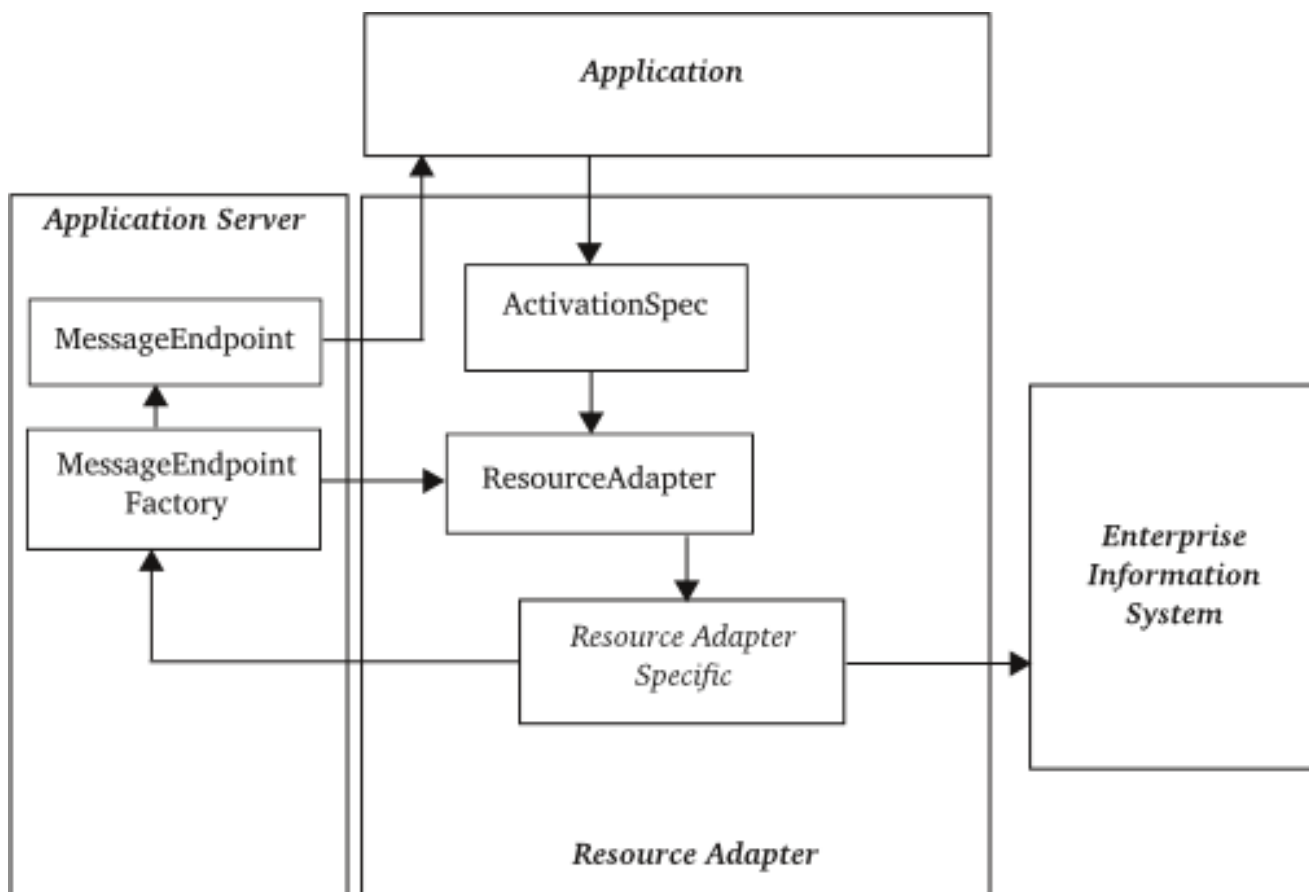 Application
Application Server
MessageEndpoint
MessageEndpoint
Factory
ActivationSpec
ResourceAdapter
Resource Adapter
Specific
Resource Adapter
Enterprise
Information
System